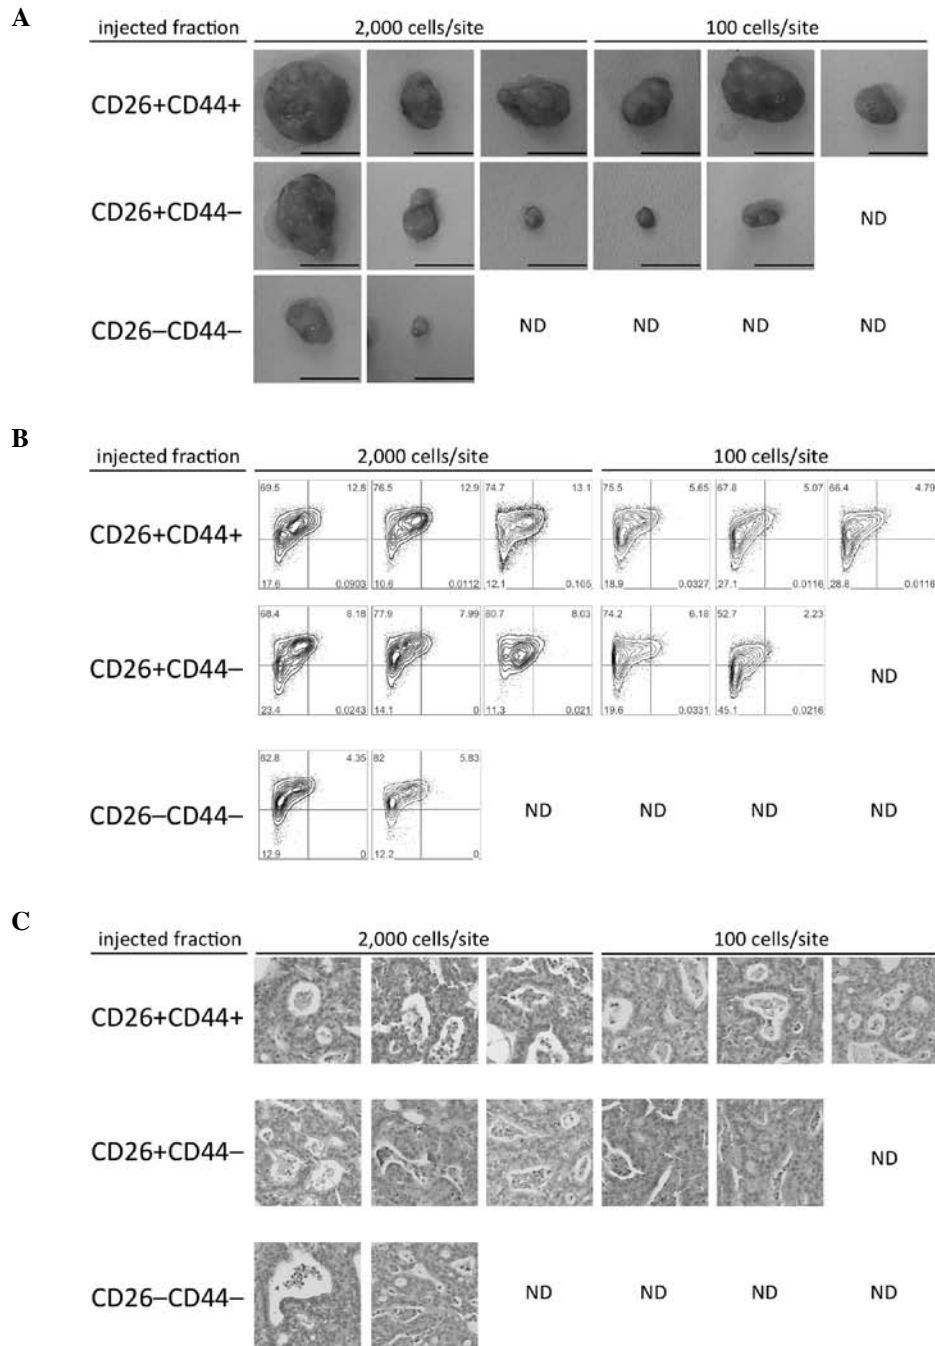 A
injected fraction 2,000 cells/site 100 cells/site
CD26+CD44+
CD26+CD44– ND
CD26–CD44– ND ND ND ND
B
injected fraction 2,000 cells/site 100 cells/site
69.5 12.8 76.5 12.9 74.7 13.1 75.5 5.65 67.8 5.07 66.4 4.79
CD26+CD44+
17.6 0.0903 10.6 0.0112 12.1 0.105 18.9 0.0327 27.1 0.0116 28.8 0.0118
68.4 8.18 77.9 7.99 80.7 8.03 74.2 6.18 52.7 2.23
CD26+CD44– ND
23.4 0.0243 14.1 0 11.3 0.021 19.6 0.0331 45.1 0.0216
82.8 4.35 82 5.83
CD26–CD44– ND ND ND ND
12.9 0 12.2 0
C
injected fraction 2,000 cells/site 100 cells/site
CD26+CD44+
CD26+CD44– ND
CD26–CD44– ND ND ND ND